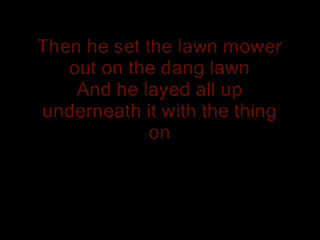 Then he set the lawn mower
out on the dang lawn
And he layed all up
underneath it with the thing
on